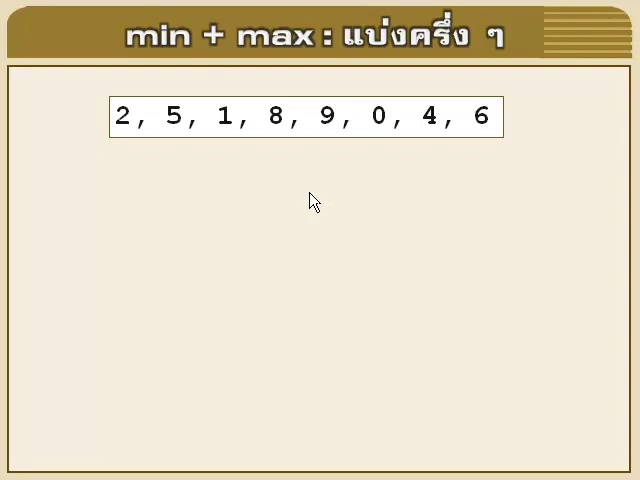 min + max : แบ่งครึ่ง ๆ
2, 5, 1, 8, 9, 0, 4, 6